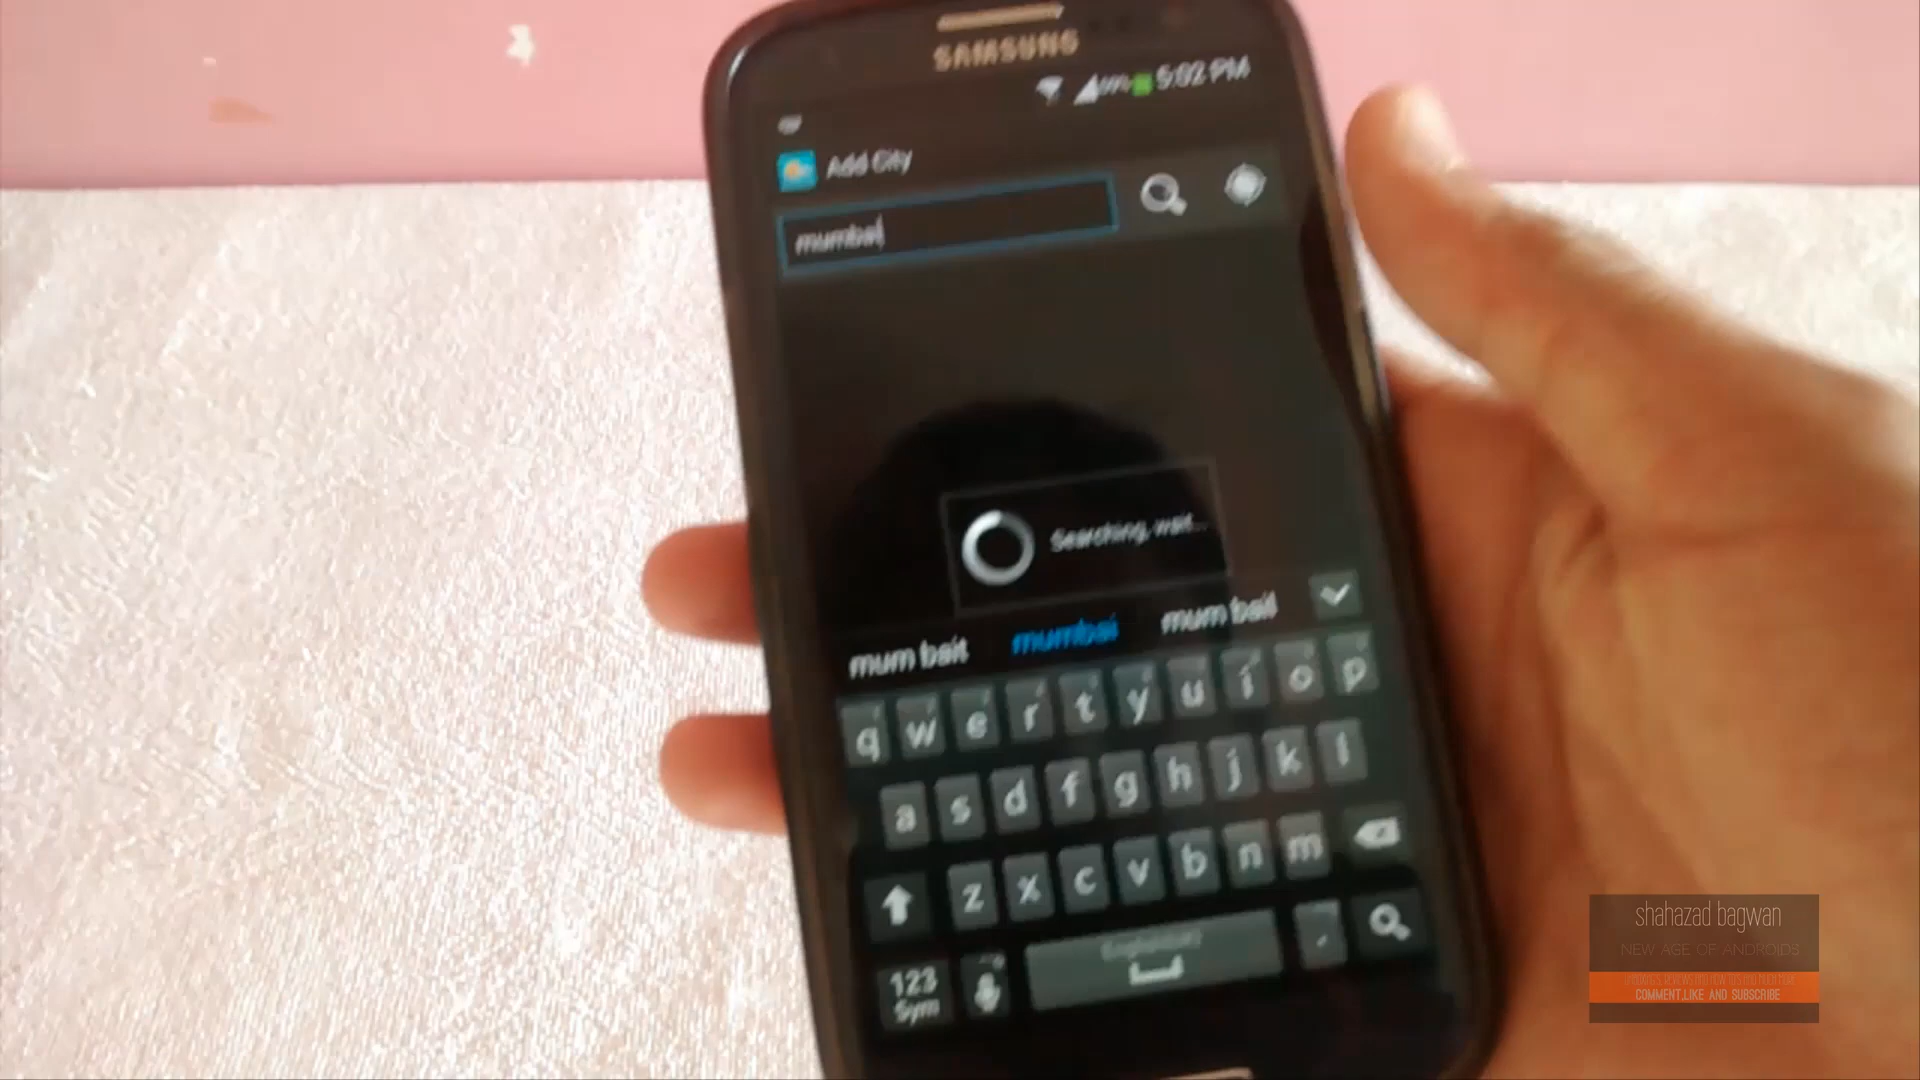 SAMSUNG
5:02 PM
Add City
mumbai
Searching, wait...
mum bait mumbai mum bail
q w e r t y u i o p
a s d f g h j k l
z x c v b n m
123
Sym
shahazad bagwan
NEW AGE OF ANDROIDS
COMMENT,LIKE AND SUBSCRIBE